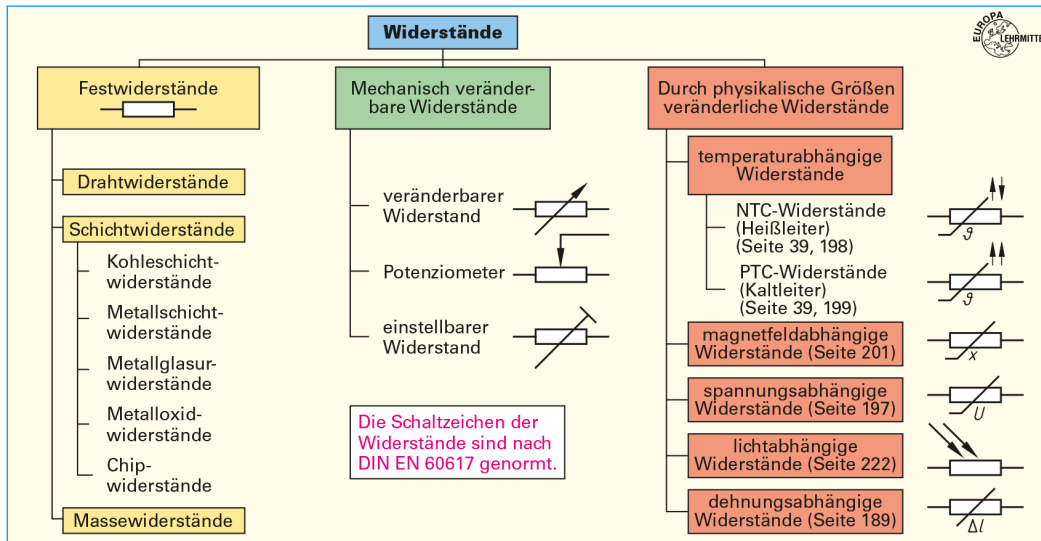 Widerstände
EUROPA
LEHRMITTEL
Festwiderstände
Drahtwiderstände
Schichtwiderstände
Kohleschicht-
widerstände
Metallschicht-
widerstände
Metallglasur-
widerstände
Metalloxid-
widerstände
Chip-
widerstände
Massewiderstände
Mechanisch veränder-
bare Widerstände
veränderbarer
Widerstand
Potenziometer
einstellbarer
Widerstand
Die Schaltzeichen der
Widerstände sind nach
DIN EN 60617 genormt.
Durch physikalische Größen
veränderliche Widerstände
temperaturabhängige
Widerstände
NTC-Widerstände
(Heißleiter)
(Seite 39, 198)
ϑ
PTC-Widerstände
(Kaltleiter)
(Seite 39, 199)
ϑ
magnetfeldabhängige
Widerstände (Seite 201)
x
spannungsabhängige
Widerstände (Seite 197)
U
lichtabhängige
Widerstände (Seite 222)
dehnungsabhängige
Widerstände (Seite 189)
Δl